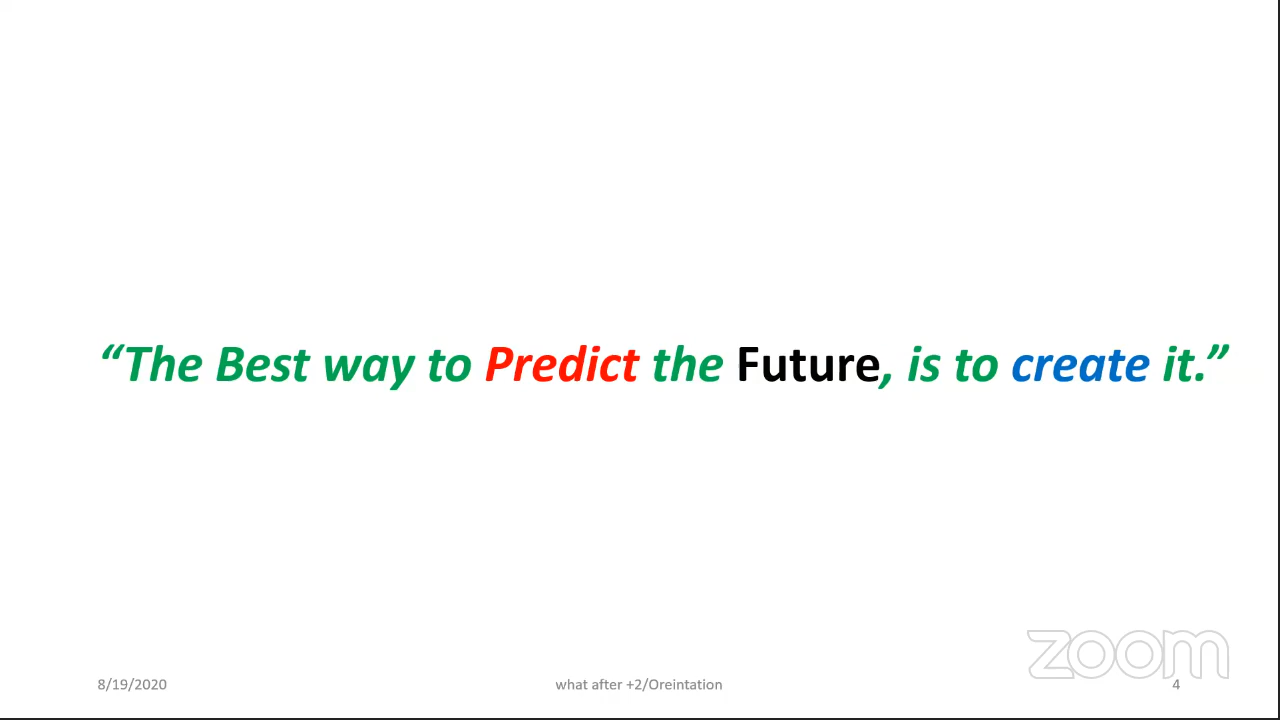 “The Best way to Predict the Future, is to create it.”
zoom
8/19/2020 what after +2/Oreintation 4